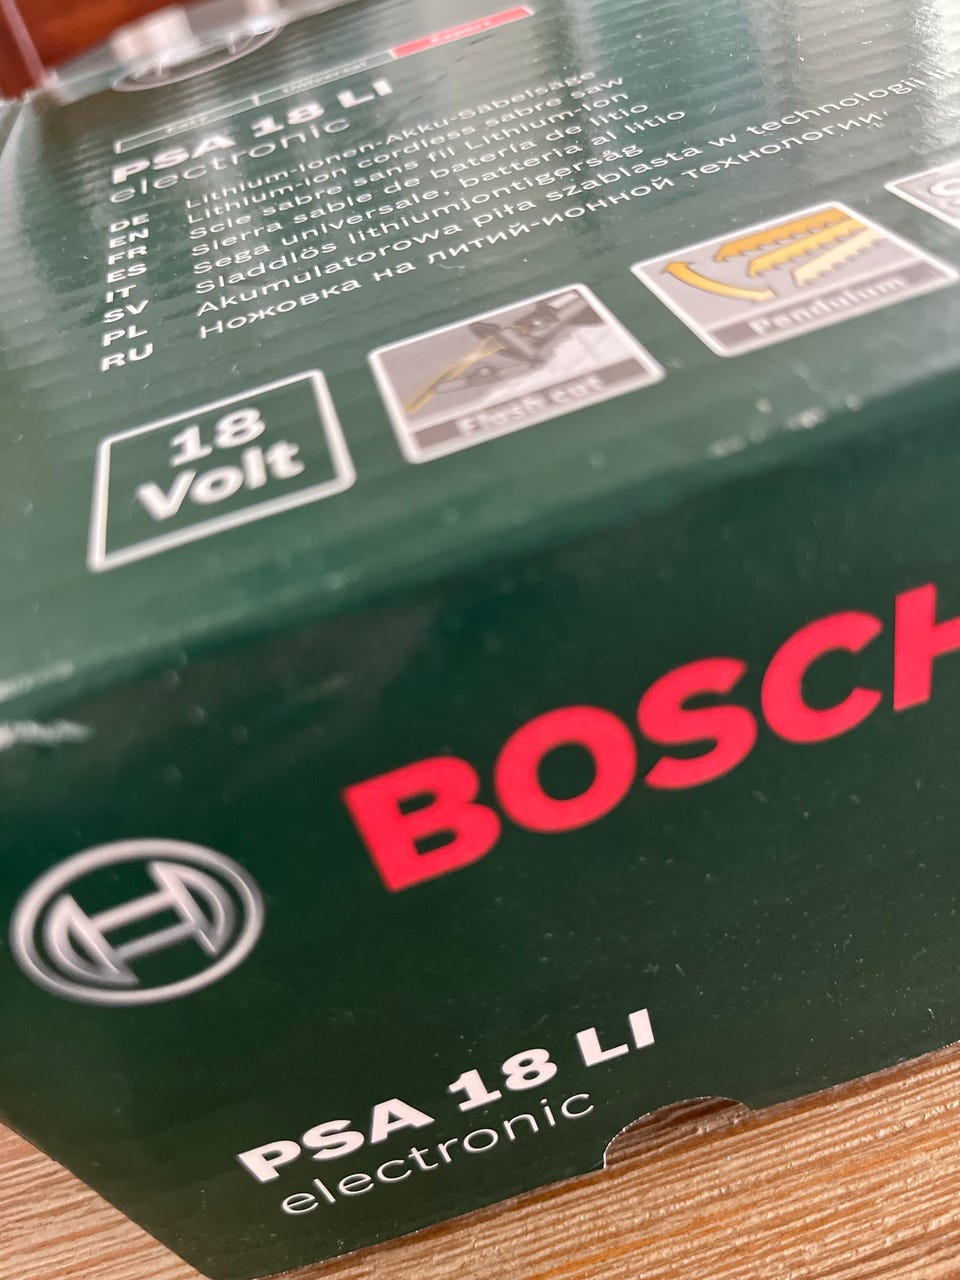 Universal
Expert
PSA 18 LI
electronic
DE Lithium-Ionen-Akku-Säbelsäge
EN Lithium-ion cordless sabre saw
FR Scie sabre sans fil Lithium-Ion
ES Sierra sable de batería de litio
IT Sega universale, batteria al litio
SV Sladdlös lithiumjontigersåg
PL Akumulatorowa piła szablasta w technologii
RU Ножовка на литий-ионной технологии
18
Volt
Flush cut
Pendulum
BOSCH
PSA 18 LI
electronic